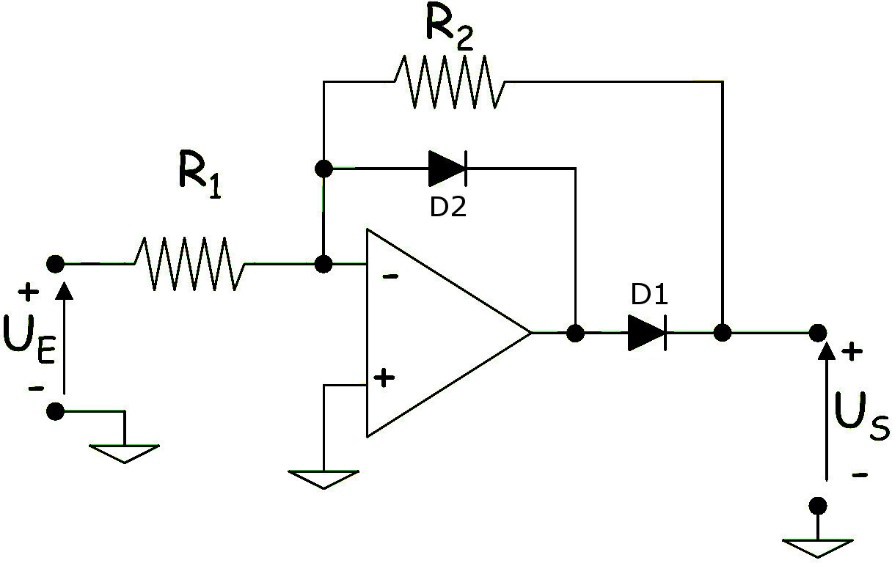 R2
R1
D2
D1
-
+
+
UE
-
+
US
-